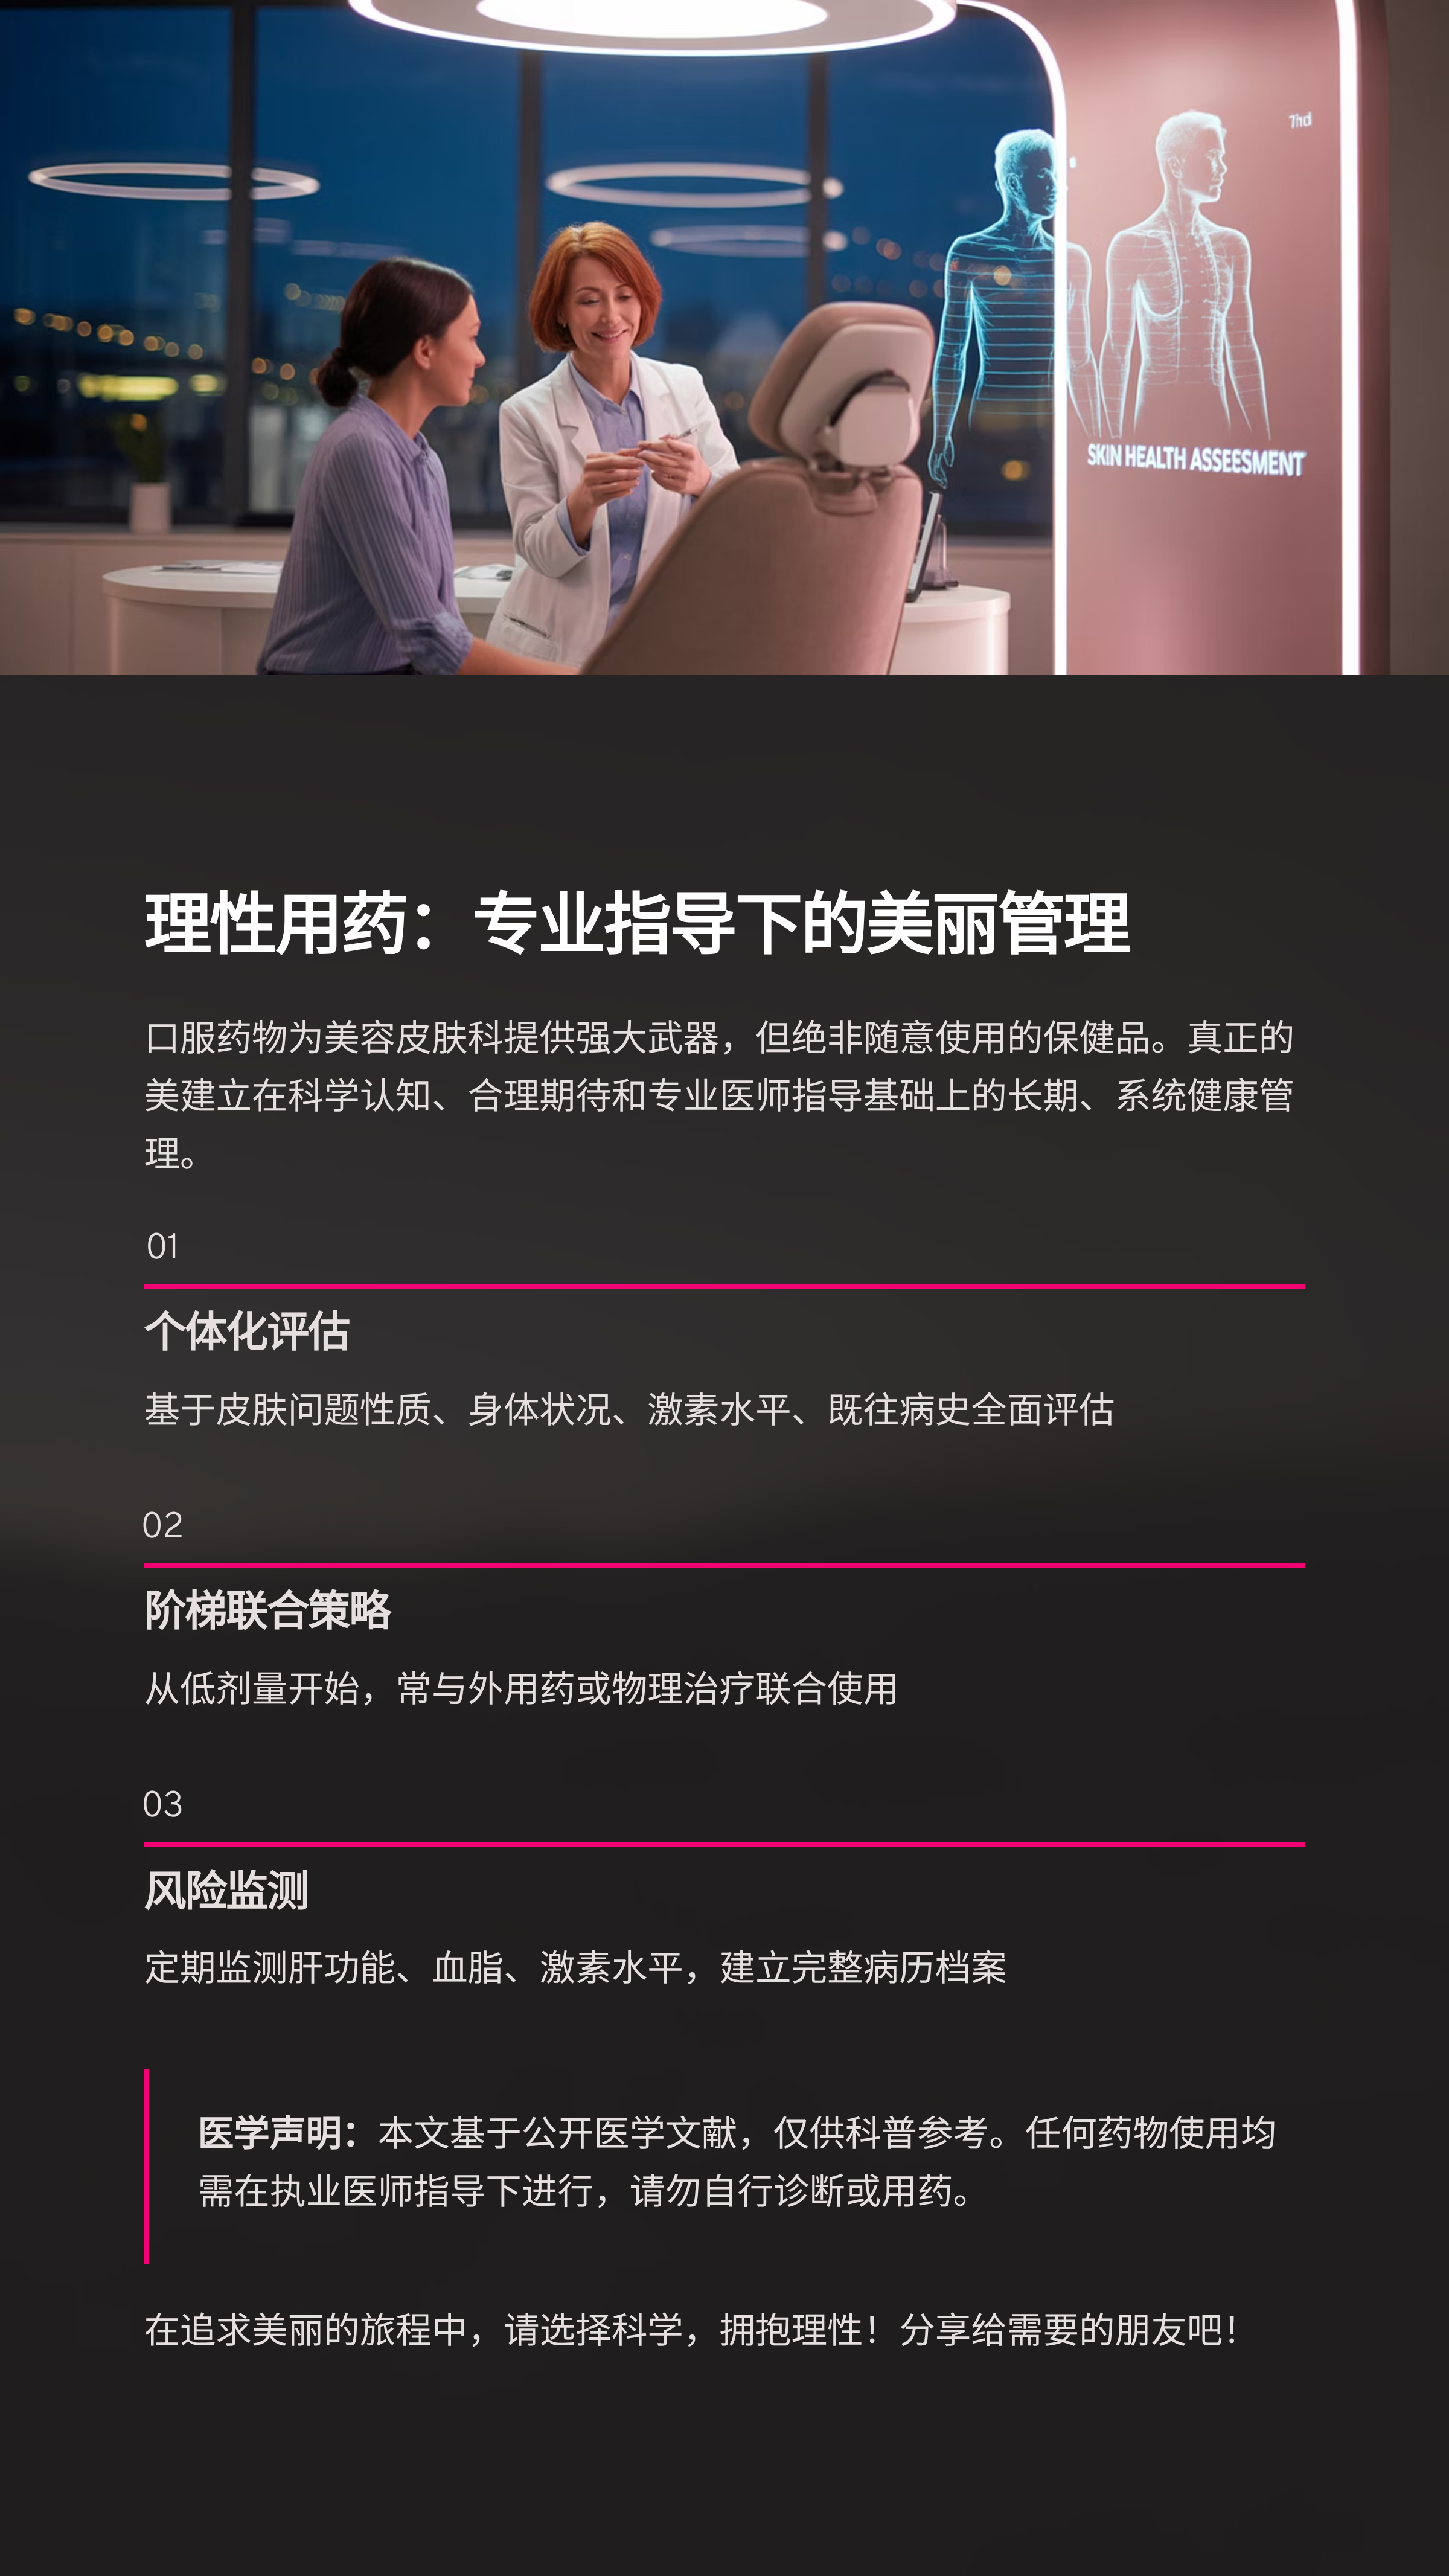 7hd
SKIN HEALTH ASSEESMENT
理性用药：专业指导下的美丽管理
口服药物为美容皮肤科提供强大武器，但绝非随意使用的保健品。真正的
美建立在科学认知、合理期待和专业医师指导基础上的长期、系统健康管
理。
01
个体化评估
基于皮肤问题性质、身体状况、激素水平、既往病史全面评估
02
阶梯联合策略
从低剂量开始，常与外用药或物理治疗联合使用
03
风险监测
定期监测肝功能、血脂、激素水平，建立完整病历档案
医学声明：本文基于公开医学文献，仅供科普参考。任何药物使用均
需在执业医师指导下进行，请勿自行诊断或用药。
在追求美丽的旅程中，请选择科学，拥抱理性！分享给需要的朋友吧！